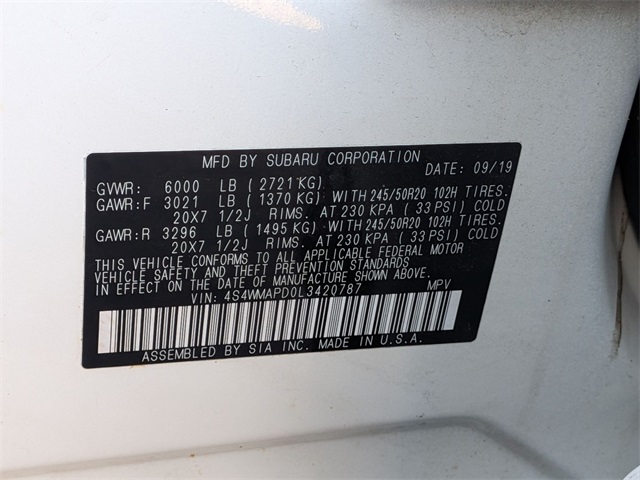 MFD BY SUBARU CORPORATION DATE: 09/19
GVWR: 6000 LB ( 2721 KG)
GAWR:F 3021 LB ( 1370 KG) WITH 245/50R20 102H TIRES.
20X7 1/2J RIMS. AT 230 KPA ( 33 PSI) COLD
GAWR:R 3296 LB ( 1495 KG) WITH 245/50R20 102H TIRES.
20X7 1/2J RIMS. AT 230 KPA ( 33 PSI) COLD
THIS VEHICLE CONFORMS TO ALL APPLICABLE FEDERAL MOTOR
VEHICLE SAFETY AND THEFT PREVENTION STANDARDS
IN EFFECT ON THE DATE OF MANUFACTURE SHOWN ABOVE.
VIN: 4S4WMAPD0L3420787 MPV
ASSEMBLED BY SIA INC. MADE IN U.S.A.